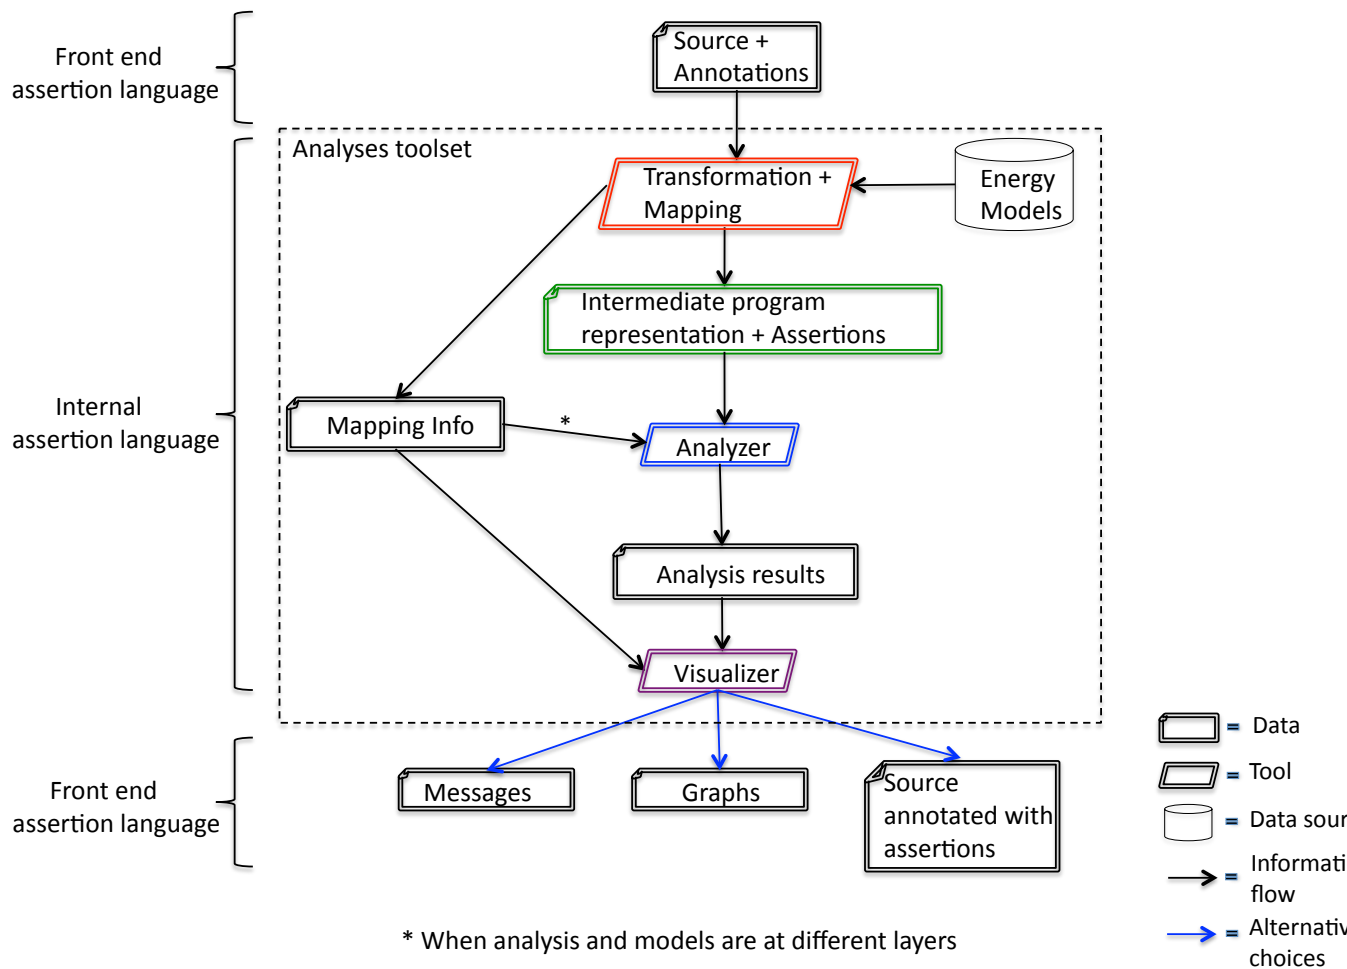 Front end
assertion language
Source +
Annotations
Analyses toolset
Transformation +
Mapping
Energy
Models
Intermediate program
representation + Assertions
Internal
assertion language
Mapping Info
*
Analyzer
Analysis results
Visualizer
Front end
assertion language
Messages
Graphs
Source
annotated with
assertions
= Data
= Tool
= Data sour
= Informati
flow
= Alternativ
choices
* When analysis and models are at different layers